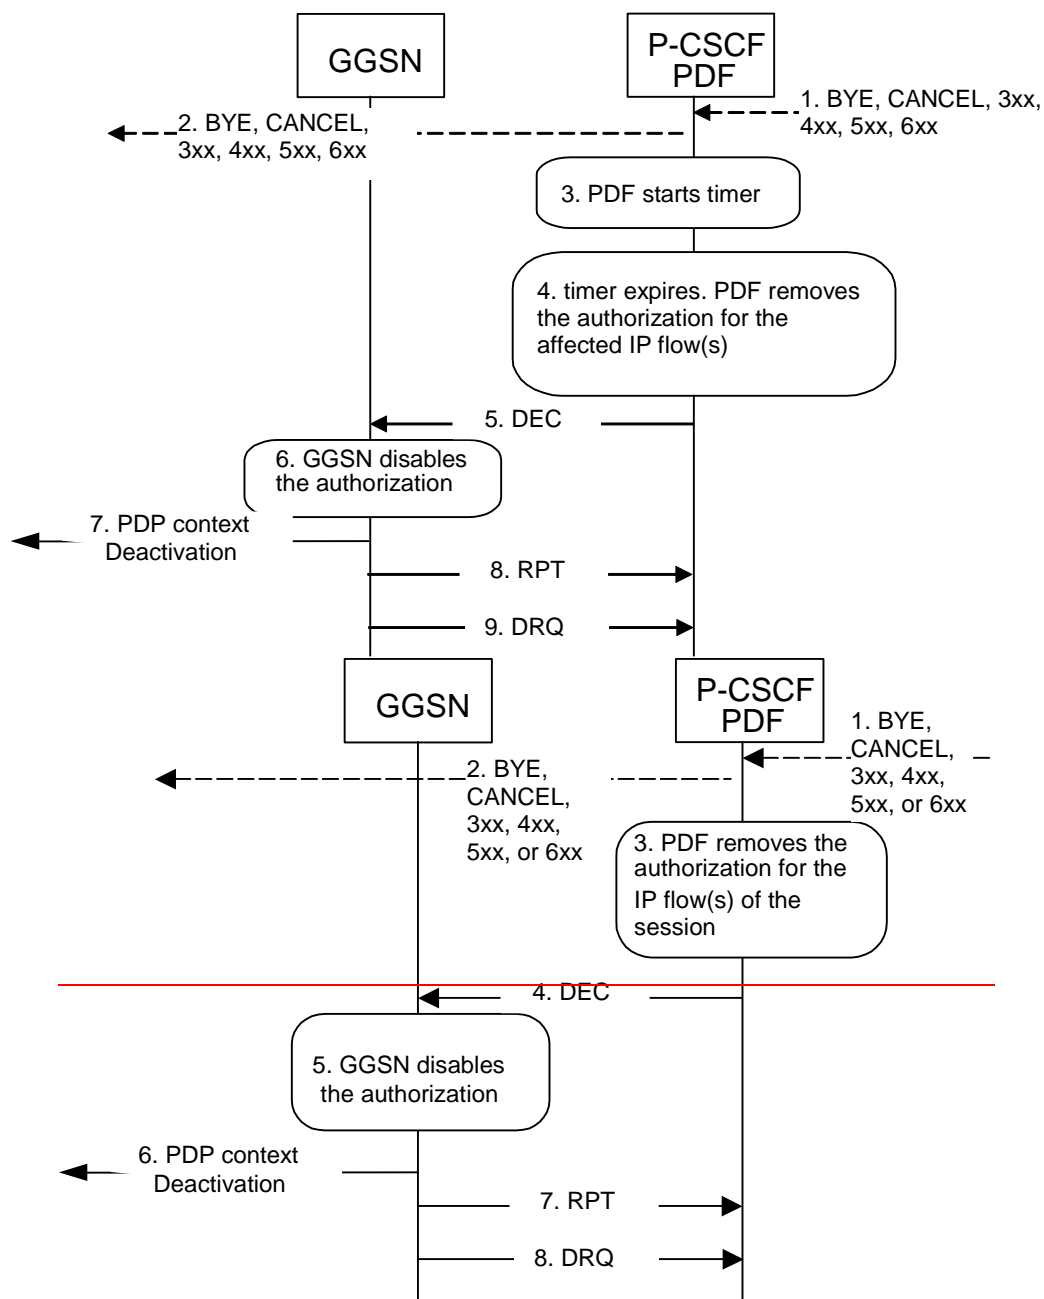 GGSN
P-CSCF
PDF
1. BYE, CANCEL, 3xx,
4xx, 5xx, 6xx
2. BYE, CANCEL,
3xx, 4xx, 5xx, 6xx
3. PDF starts timer
4. timer expires. PDF removes
the authorization for the
affected IP flow(s)
5. DEC
6. GGSN disables
the authorization
7. PDP context
Deactivation
8. RPT
9. DRQ
GGSN
P-CSCF
PDF
1. BYE,
CANCEL,
3xx, 4xx,
5xx, or 6xx
2. BYE,
CANCEL,
3xx, 4xx,
5xx, or 6xx
3. PDF removes the
authorization for the
IP flow(s) of the
session
4. DEC
5. GGSN disables
the authorization
6. PDP context
Deactivation
7. RPT
8. DRQ